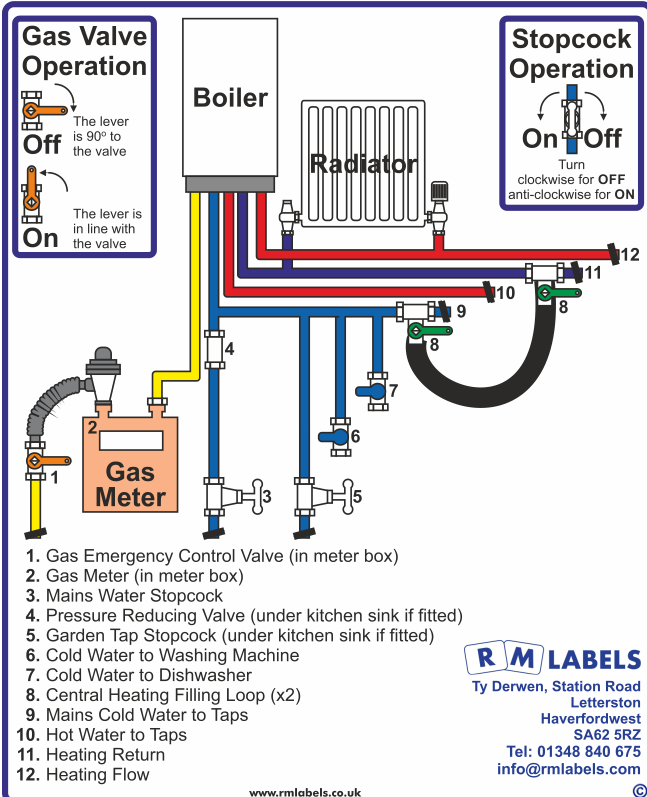 Gas Valve
Operation
The lever
is 90º to
the valve
Off
The lever is
in line with
the valve
On
Boiler
Radiator
Stopcock
Operation
On Off
Turn
clockwise for OFF
anti-clockwise for ON
12
11
10
9
8
8
4
7
6
2
1
Gas
Meter
3
5
1. Gas Emergency Control Valve (in meter box)
2. Gas Meter (in meter box)
3. Mains Water Stopcock
4. Pressure Reducing Valve (under kitchen sink if fitted)
5. Garden Tap Stopcock (under kitchen sink if fitted)
6. Cold Water to Washing Machine
7. Cold Water to Dishwasher
8. Central Heating Filling Loop (x2)
9. Mains Cold Water to Taps
10. Hot Water to Taps
11. Heating Return
12. Heating Flow
RM LABELS
Ty Derwen, Station Road
Letterston
Haverfordwest
SA62 5RZ
Tel: 01348 840 675
info@rmlabels.com
www.rmlabels.co.uk
©